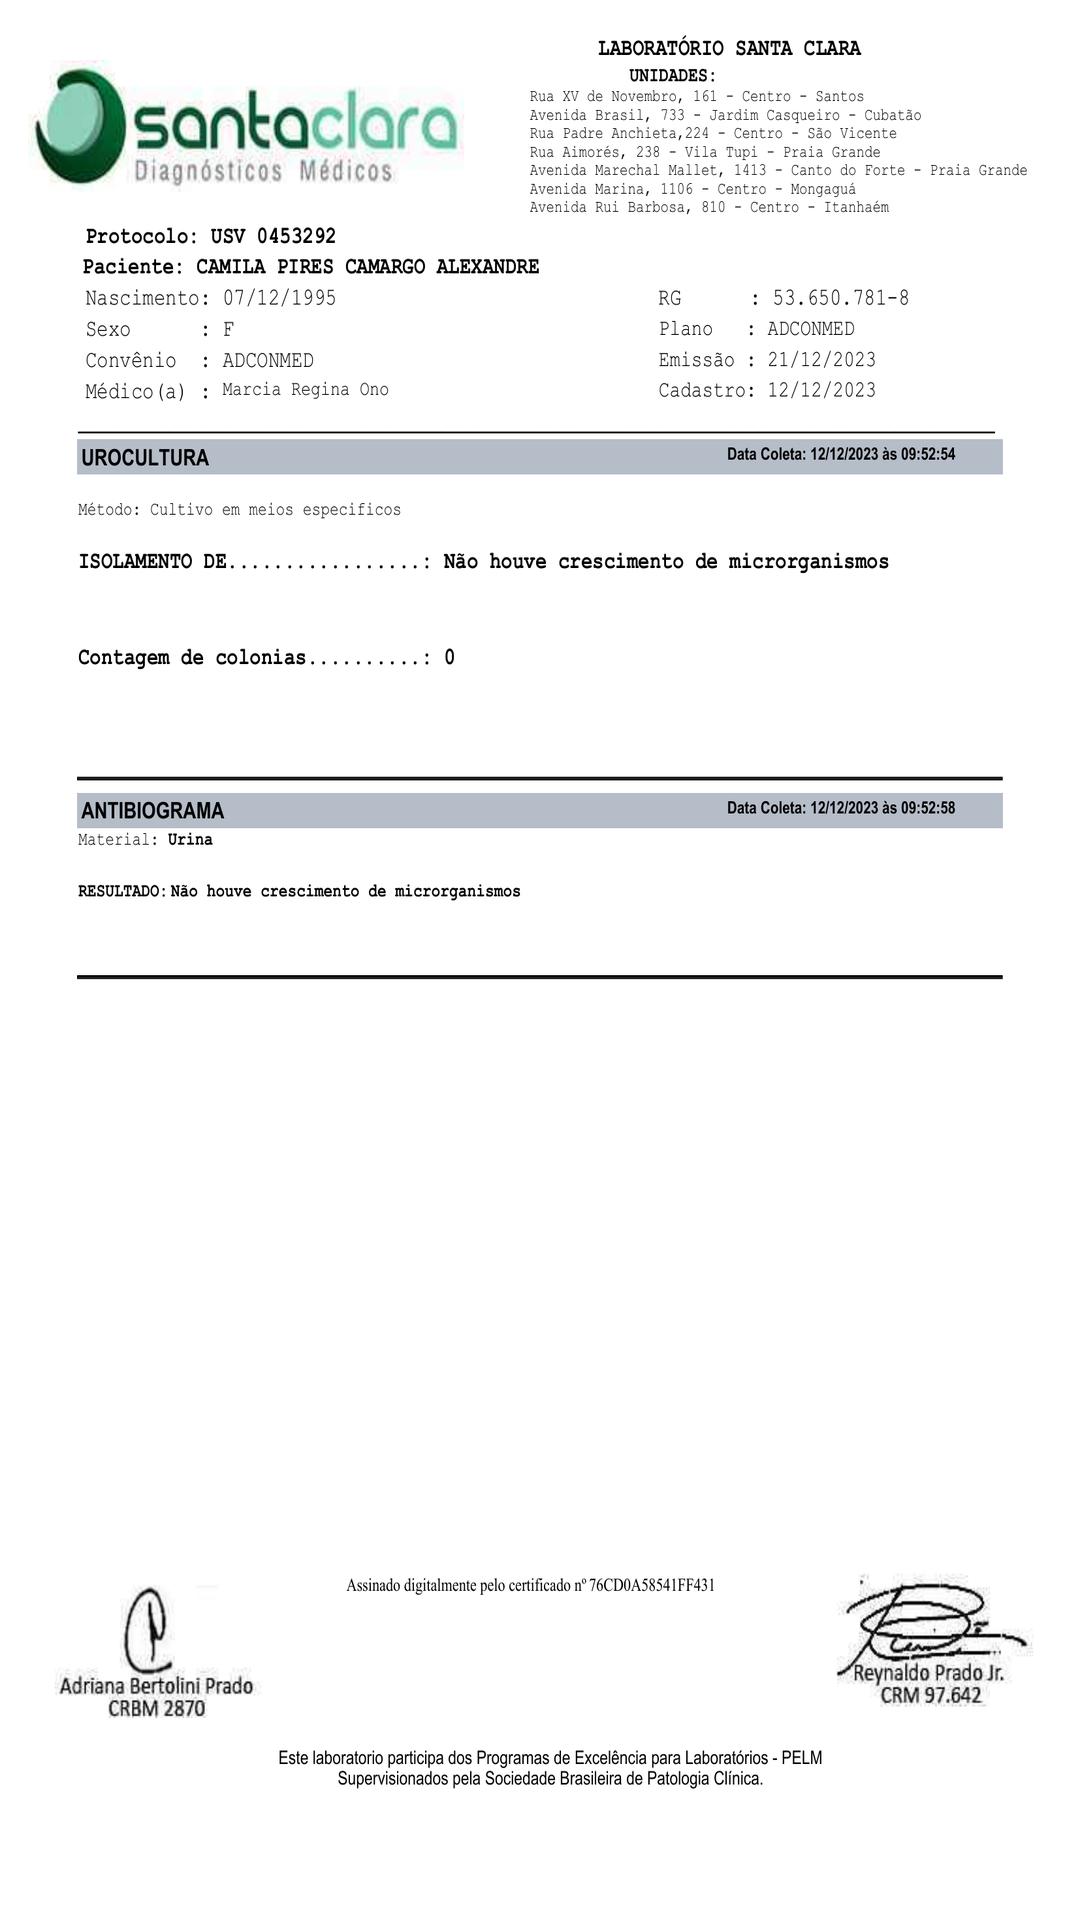 santaclara
Diagnósticos Médicos
LABORATÓRIO SANTA CLARA
UNIDADES:
Rua XV de Novembro, 161 - Centro - Santos
Avenida Brasil, 733 - Jardim Casqueiro - Cubatão
Rua Padre Anchieta,224 - Centro - São Vicente
Rua Aimorés, 238 - Vila Tupi - Praia Grande
Avenida Marechal Mallet, 1413 - Canto do Forte - Praia Grande
Avenida Marina, 1106 - Centro - Mongaguá
Avenida Rui Barbosa, 810 - Centro - Itanhaém
Protocolo: USV 0453292
Paciente: CAMILA PIRES CAMARGO ALEXANDRE
Nascimento: 07/12/1995 RG : 53.650.781-8
Sexo : F Plano : ADCONMED
Convênio : ADCONMED Emissão : 21/12/2023
Médico(a) : Marcia Regina Ono Cadastro: 12/12/2023
UROCULTURA Data Coleta: 12/12/2023 às 09:52:54
Método: Cultivo em meios especificos
ISOLAMENTO DE.................: Não houve crescimento de microrganismos
Contagem de colonias..........: 0
ANTIBIOGRAMA Data Coleta: 12/12/2023 às 09:52:58
Material: Urina
RESULTADO: Não houve crescimento de microrganismos
Assinado digitalmente pelo certificado nº 76CD0A58541FF431
Adriana Bertolini Prado
CRBM 2870
Reynaldo Prado Jr.
CRM 97.642
Este laboratorio participa dos Programas de Excelência para Laboratórios - PELM
Supervisionados pela Sociedade Brasileira de Patologia Clínica.